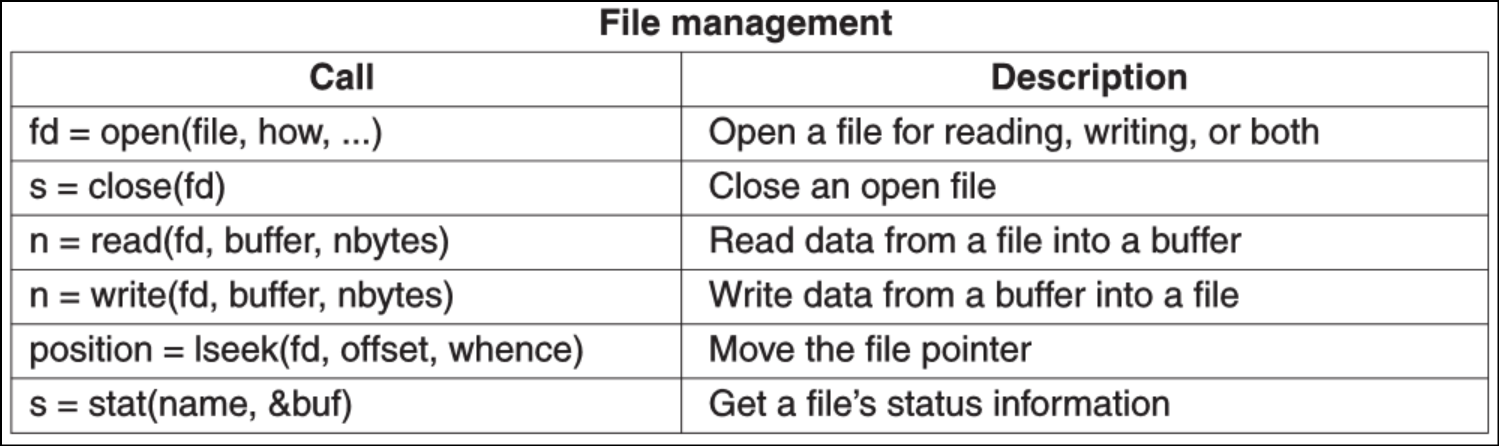 File management
Call Description
fd = open(file, how, ...) Open a file for reading, writing, or both
s = close(fd) Close an open file
n = read(fd, buffer, nbytes) Read data from a file into a buffer
n = write(fd, buffer, nbytes) Write data from a buffer into a file
position = lseek(fd, offset, whence) Move the file pointer
s = stat(name, &buf) Get a file’s status information